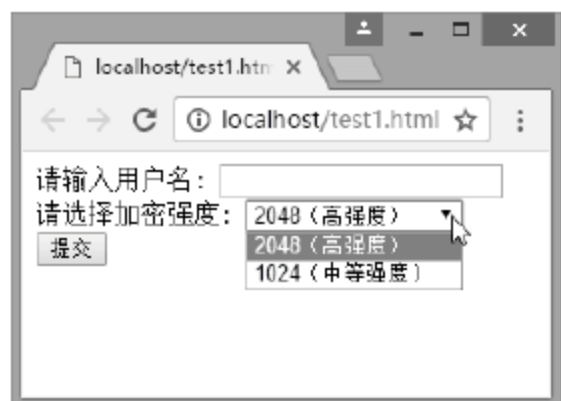 localhost/test1.htm
localhost/test1.html
请输入用户名：
请选择加密强度： 2048（高强度）
提交 2048（高强度）
1024（中等强度）